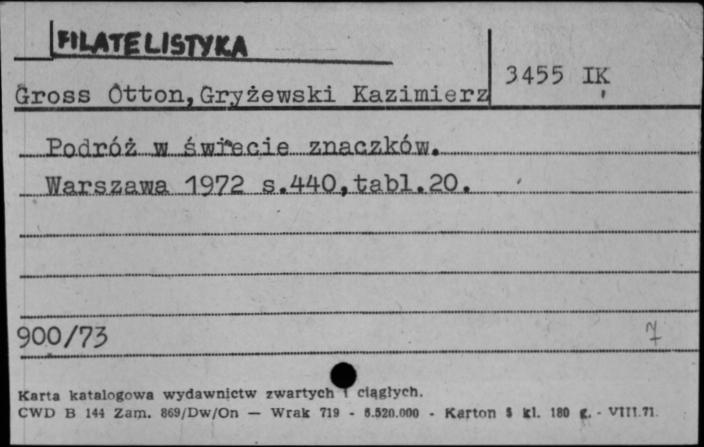 FILATELISTYKA
3455 IK
Gross Otton, Gryżewski Kazimierz
Podróż w świecie znaczków.
Warszawa 1972 s.440, tabl.20.
900/73
Karta katalogowa wydawnictw zwartych i ciągłych.
CWD B 144 Zam. 869/Dw/On — Wrak 719 - 8.520.000 - Karton 5 kl. 180 g. - VIII.71.